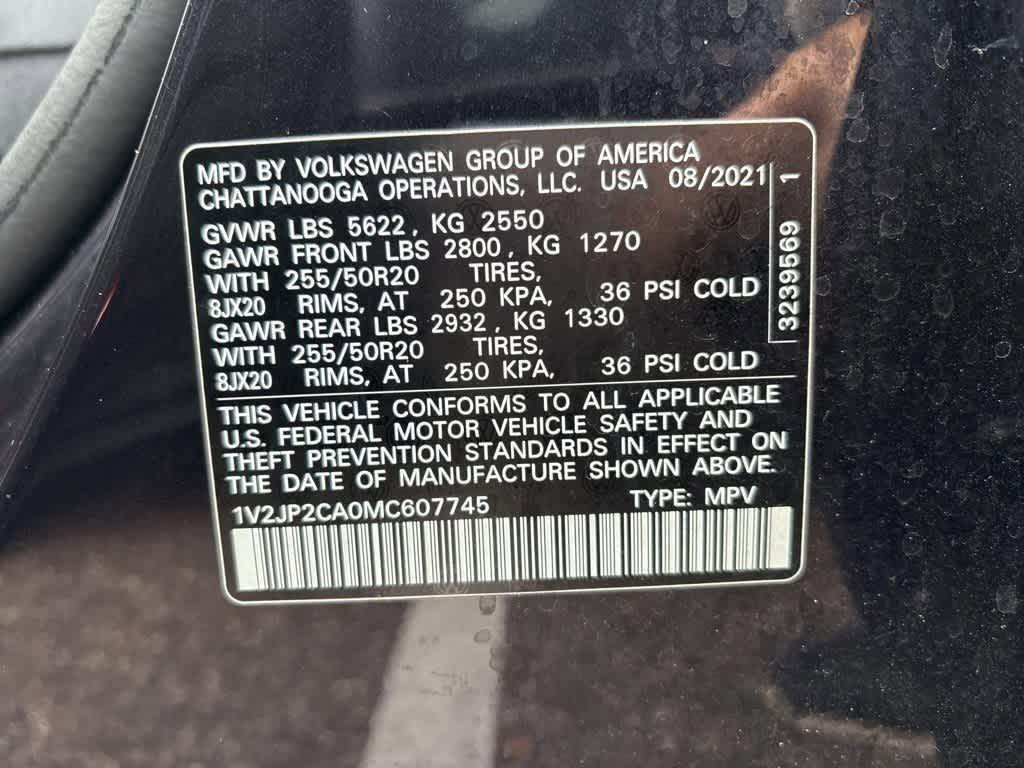 MFD BY VOLKSWAGEN GROUP OF AMERICA
CHATTANOOGA OPERATIONS, LLC. USA 08/2021
GVWR LBS 5622, KG 2550
GAWR FRONT LBS 2800, KG 1270
WITH 255/50R20 TIRES,
8JX20 RIMS, AT 250 KPA, 36 PSI COLD
GAWR REAR LBS 2932, KG 1330
WITH 255/50R20 TIRES,
8JX20 RIMS, AT 250 KPA, 36 PSI COLD
3239569 1
THIS VEHICLE CONFORMS TO ALL APPLICABLE
U.S. FEDERAL MOTOR VEHICLE SAFETY AND
THEFT PREVENTION STANDARDS IN EFFECT ON
THE DATE OF MANUFACTURE SHOWN ABOVE.
1V2JP2CA0MC607745 TYPE: MPV